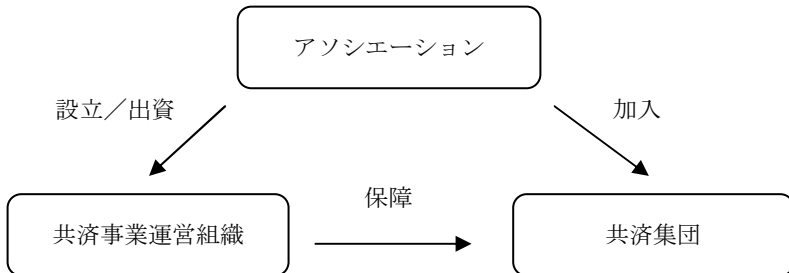 アソシエーション
設立／出資
加入
保障
共済事業運営組織
共済集団